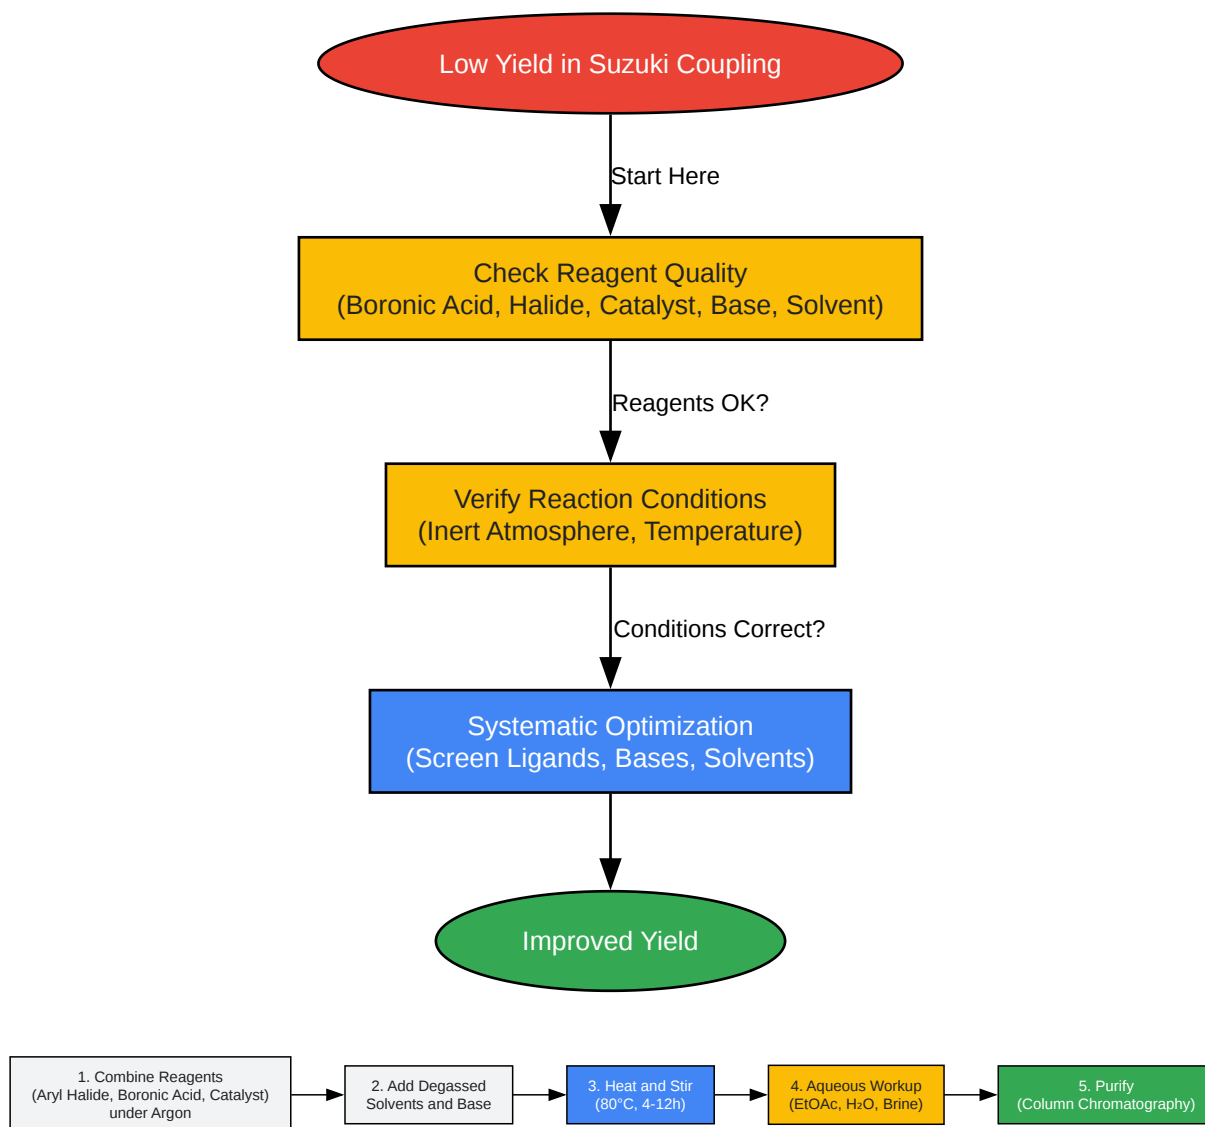 Low Yield in Suzuki Coupling
Start Here
Check Reagent Quality
(Boronic Acid, Halide, Catalyst, Base, Solvent)
Reagents OK?
Verify Reaction Conditions
(Inert Atmosphere, Temperature)
Conditions Correct?
Systematic Optimization
(Screen Ligands, Bases, Solvents)
Improved Yield
1. Combine Reagents
(Aryl Halide, Boronic Acid, Catalyst)
under Argon
2. Add Degassed
Solvents and Base
3. Heat and Stir
(80°C, 4-12h)
4. Aqueous Workup
(EtOAc, H₂O, Brine)
5. Purify
(Column Chromatography)